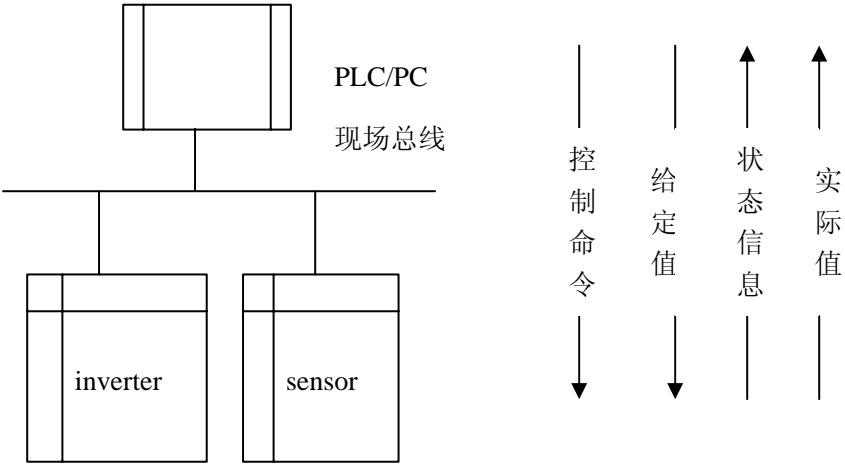 PLC/PC
现场总线
inverter
sensor
控制命令
给定值
状态信息
实际值